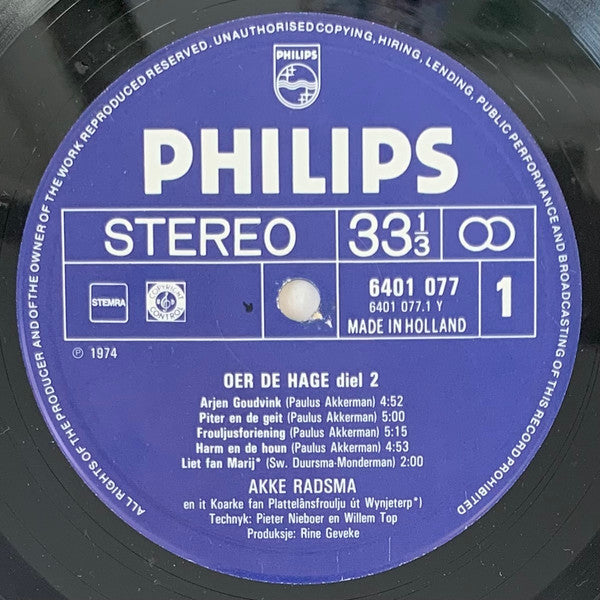 ALL RIGHTS OF THE PRODUCER AND OF THE OWNER OF THE WORK REPRODUCED RESERVED. UNAUTHORISED COPYING, HIRING, LENDING, PUBLIC PERFORMANCE AND BROADCASTING OF THIS RECORD PROHIBITED
PHILIPS
PHILIPS
STEREO 33⅓
STEMRA COPYRIGHT CONTROL 6401 077 1
6401 077.1 Y
MADE IN HOLLAND
℗ 1974
OER DE HAGE diel 2
Arjen Goudvink (Paulus Akkerman) 4:52
Piter en de geit (Paulus Akkerman) 5:00
Frouljusforiening (Paulus Akkerman) 5:15
Harm en de houn (Paulus Akkerman) 4:53
Liet fan Marij* (Sw. Duursma-Monderman) 2:00
AKKE RADSMA
en it Koarke fan Plattelânsfroulju út Wynjeterp*)
Technyk: Pieter Nieboer en Willem Top
Produksje: Rine Geveke